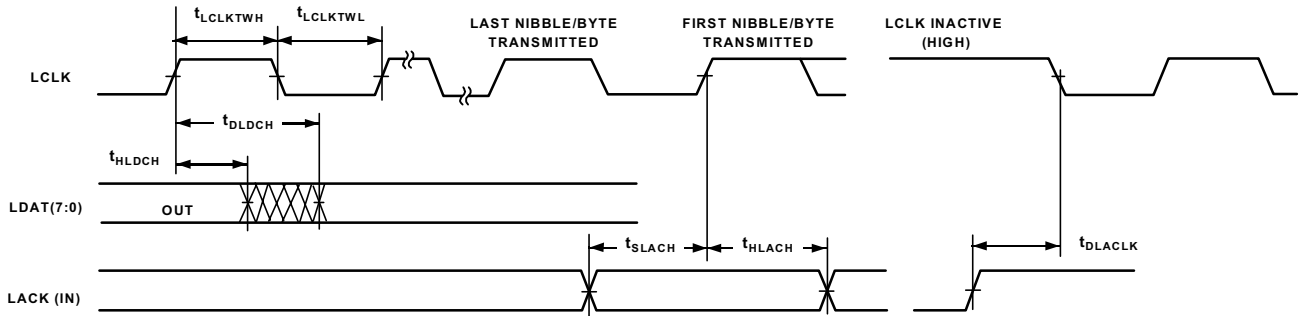 tLCLKTWH
tLCLKTWL
LAST NIBBLE/BYTE
TRANSMITTED
FIRST NIBBLE/BYTE
TRANSMITTED
LCLK INACTIVE
(HIGH)
LCLK
tDLDCH
tHLDCH
LDAT(7:0)
OUT
tSLACH
tHLACH
tDLACLK
LACK (IN)